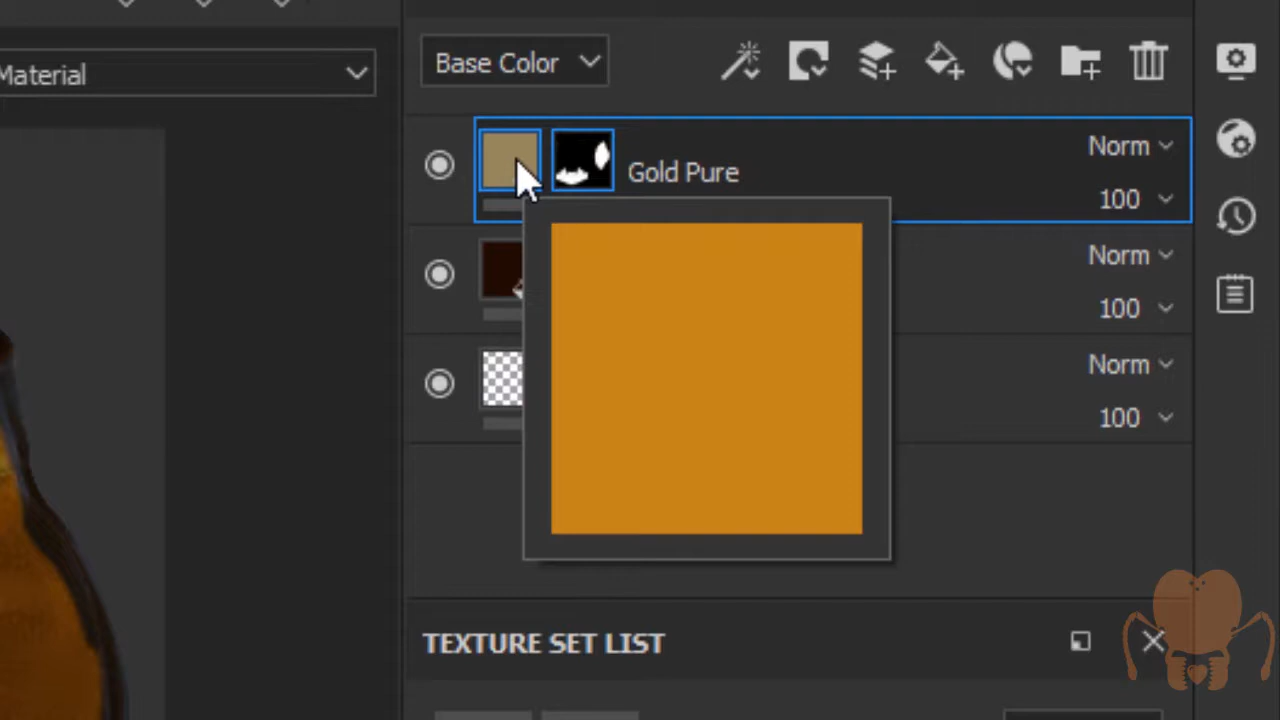 Material
Base Color
Norm
Gold Pure
100
Norm
100
Norm
100
TEXTURE SET LIST